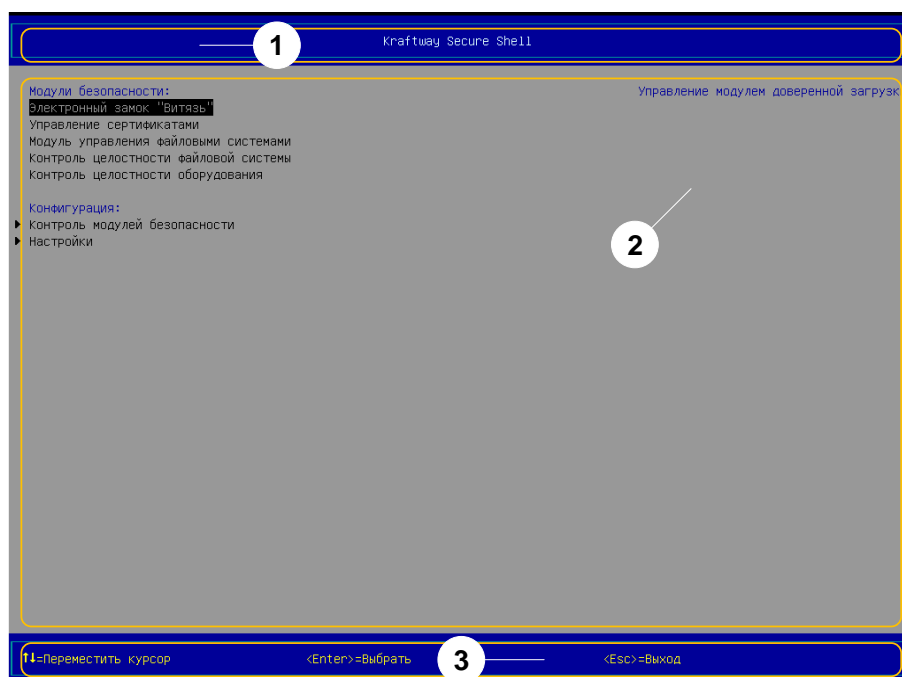 Kraftway Secure Shell
1
Модули безопасности:
Управление модулем доверенной загрузк
Электронный замок "Витязь"
Управление сертификатами
Модуль управления файловыми системами
Контроль целостности файловой системы
Контроль целостности оборудования
Конфигурация:
Контроль модулей безопасности
Настройки
2
↑↓=Переместить курсор
<Enter>=Выбрать
3
<Esc>=Выход